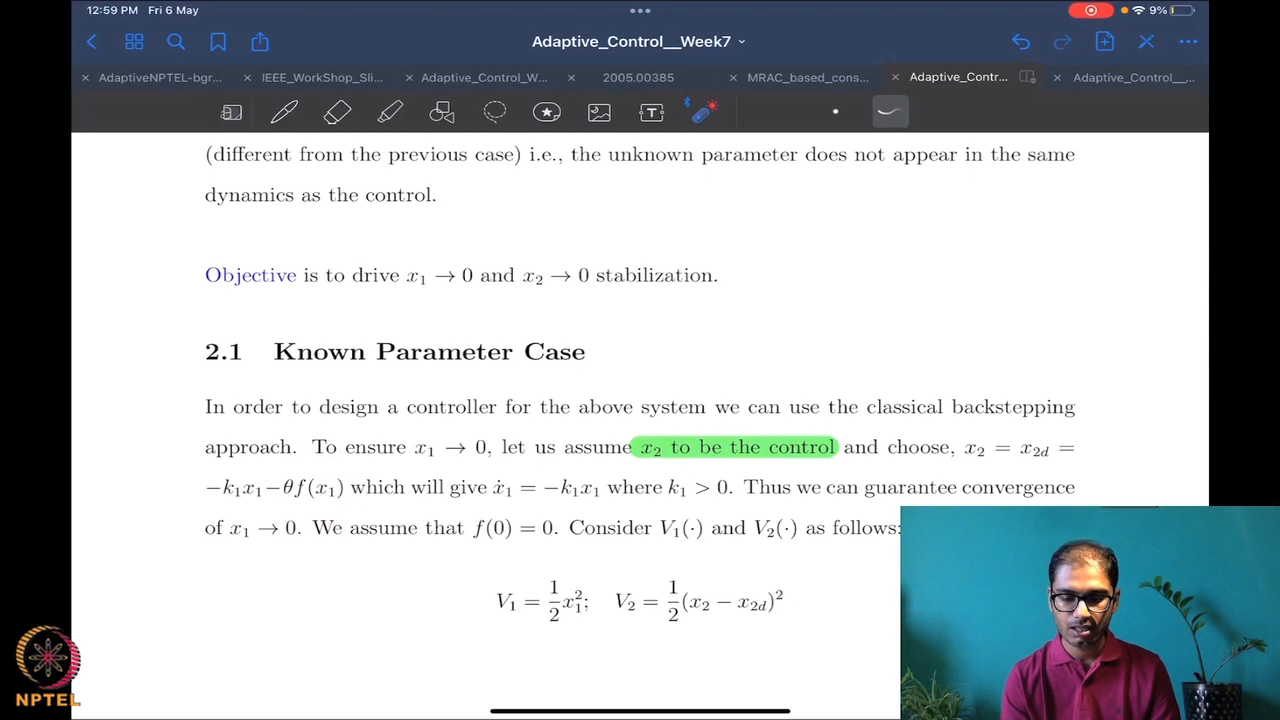 12:59 PM Fri 6 May
9%
Adaptive_Control__Week7
AdaptiveNPTEL-bgr...
IEEE_WorkShop_Sli...
Adaptive_Control_W...
2005.00385
MRAC_based_cons...
Adaptive_Contr...
Adaptive_Control__...
(different from the previous case) i.e., the unknown parameter does not appear in the same
dynamics as the control.
Objective is to drive x₁ → 0 and x₂ → 0 stabilization.
2.1 Known Parameter Case
In order to design a controller for the above system we can use the classical backstepping
approach. To ensure x₁ → 0, let us assume x₂ to be the control and choose, x₂ = x₂d =
−k₁x₁−θf(x₁) which will give ẋ₁ = −k₁x₁ where k₁ > 0. Thus we can guarantee convergence
of x₁ → 0. We assume that f(0) = 0. Consider V₁(·) and V₂(·) as follows:
V₁ = 1/2 x₁²; V₂ = 1/2 (x₂ − x₂d)²
NPTEL